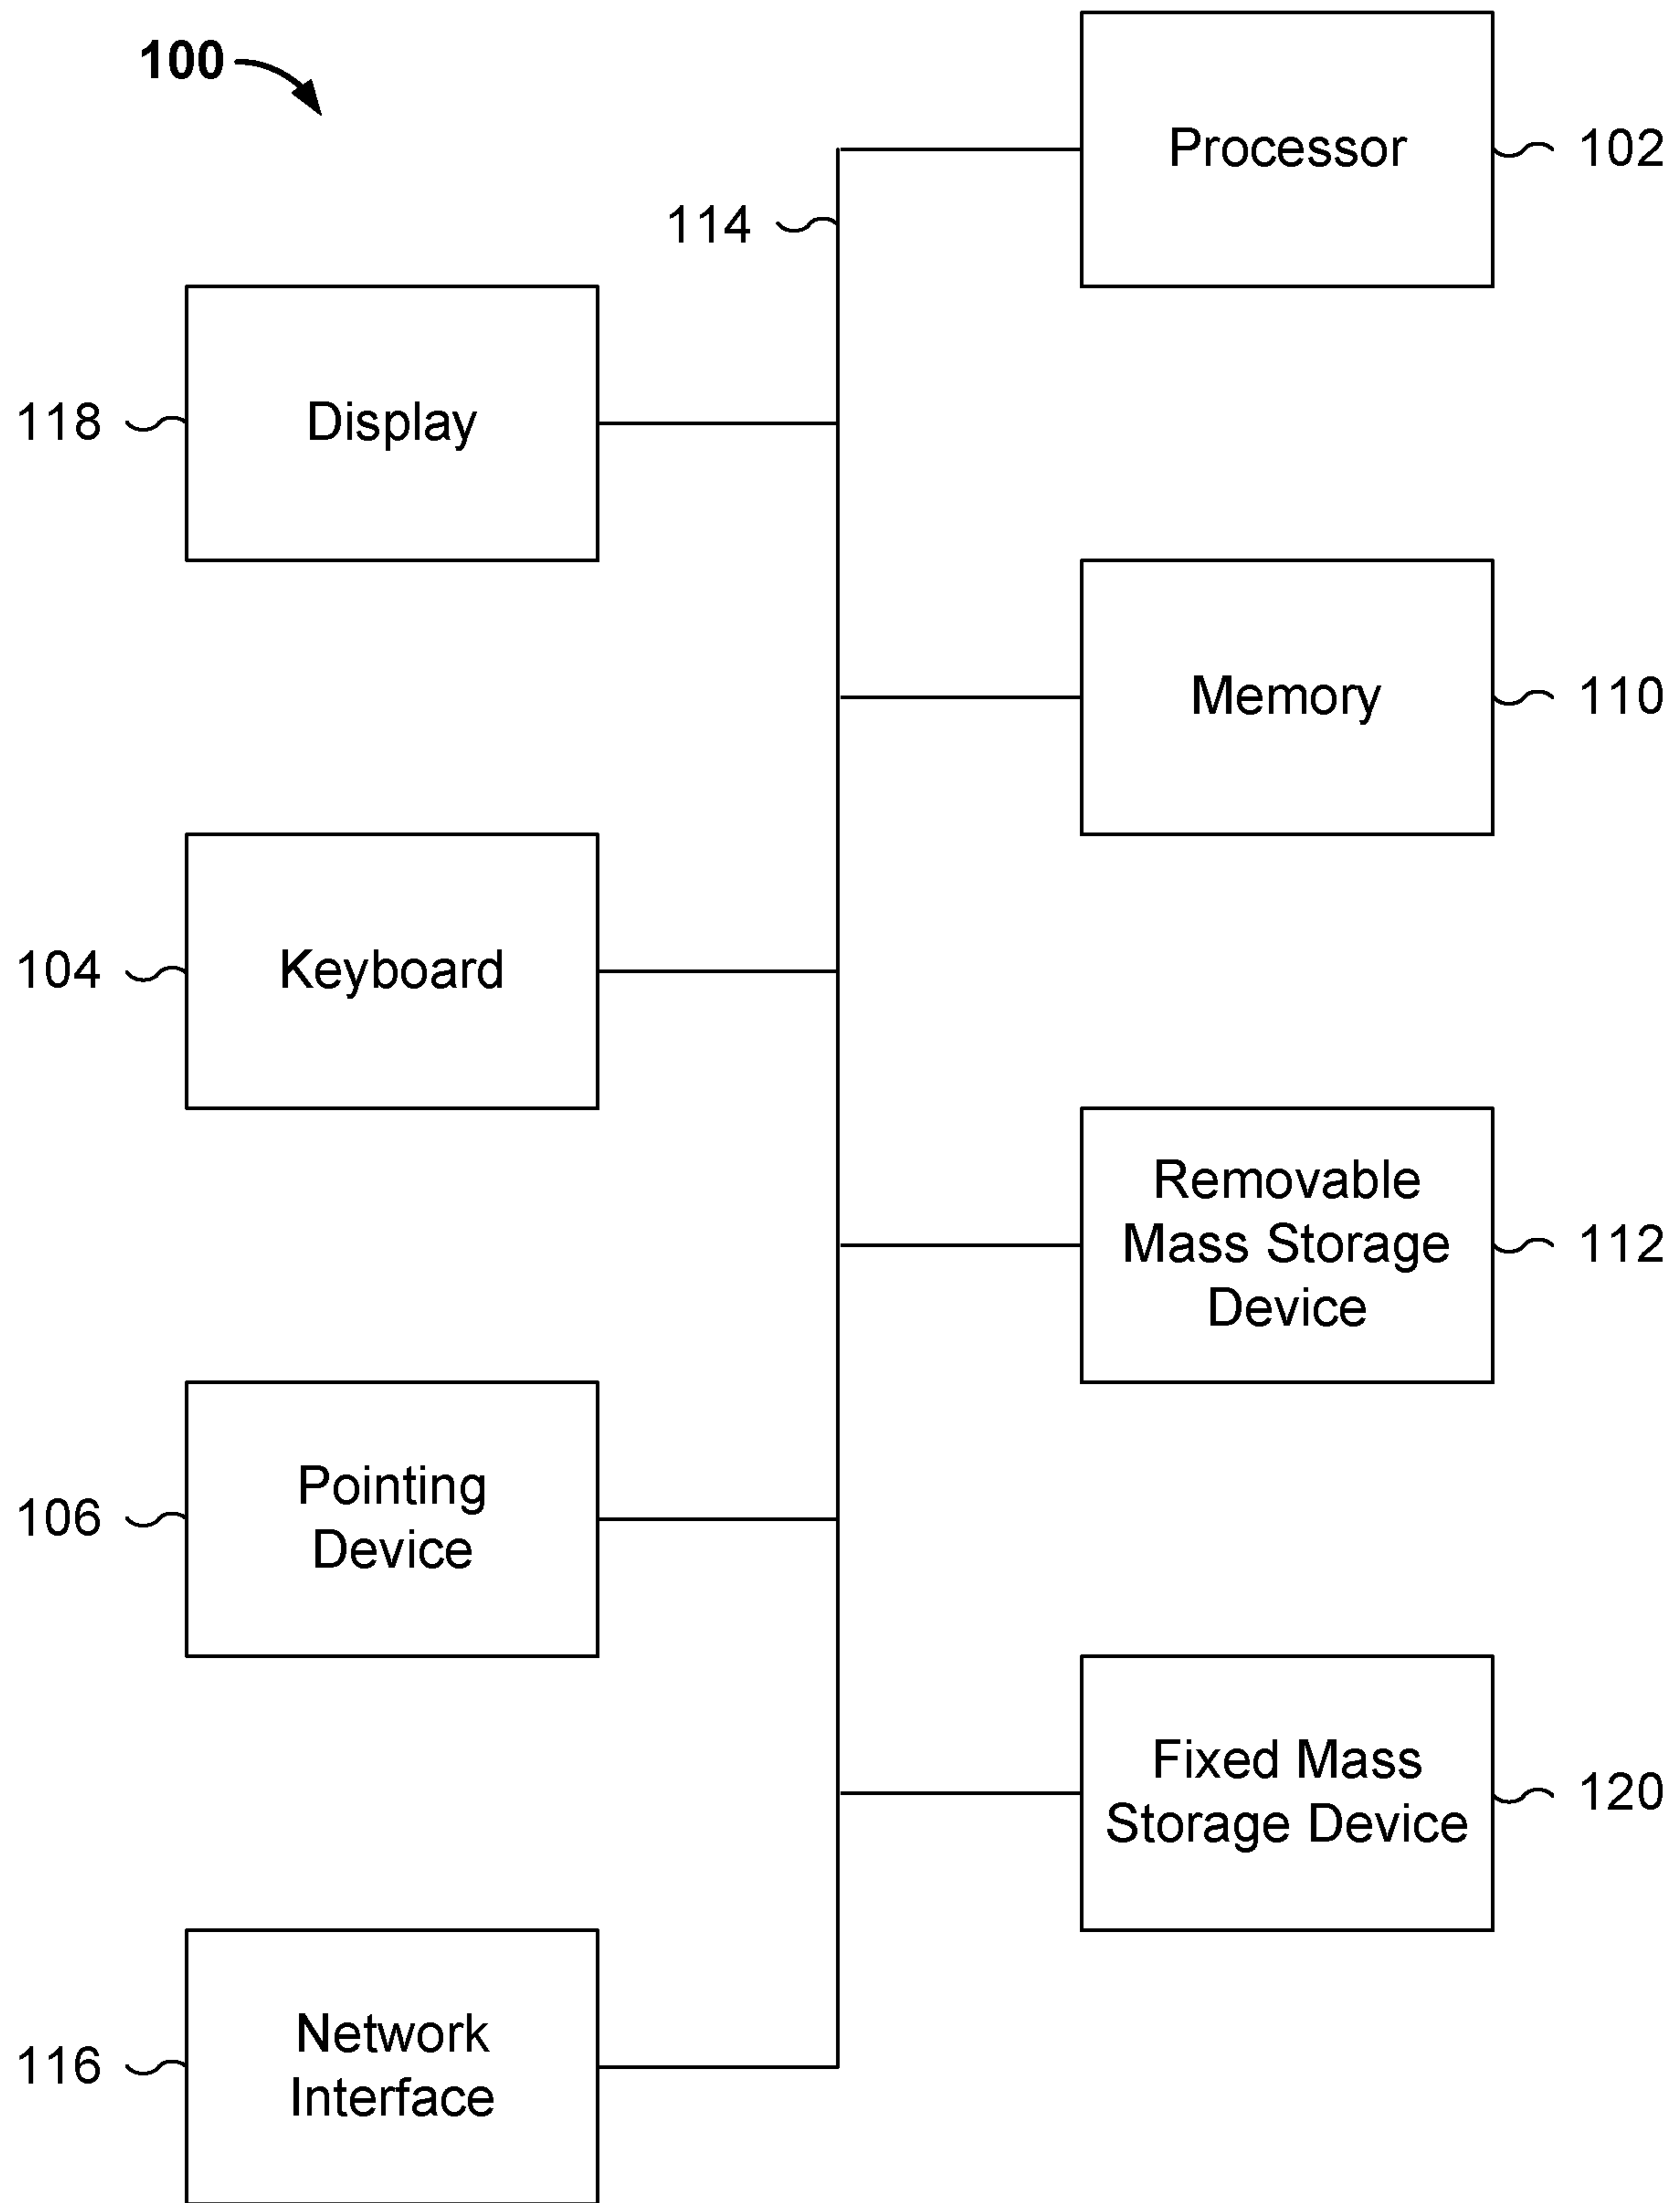 100
Processor
102
114
118
Display
Memory
110
104
Keyboard
Removable
Mass Storage
Device
112
106
Pointing
Device
Fixed Mass
Storage Device
120
116
Network
Interface